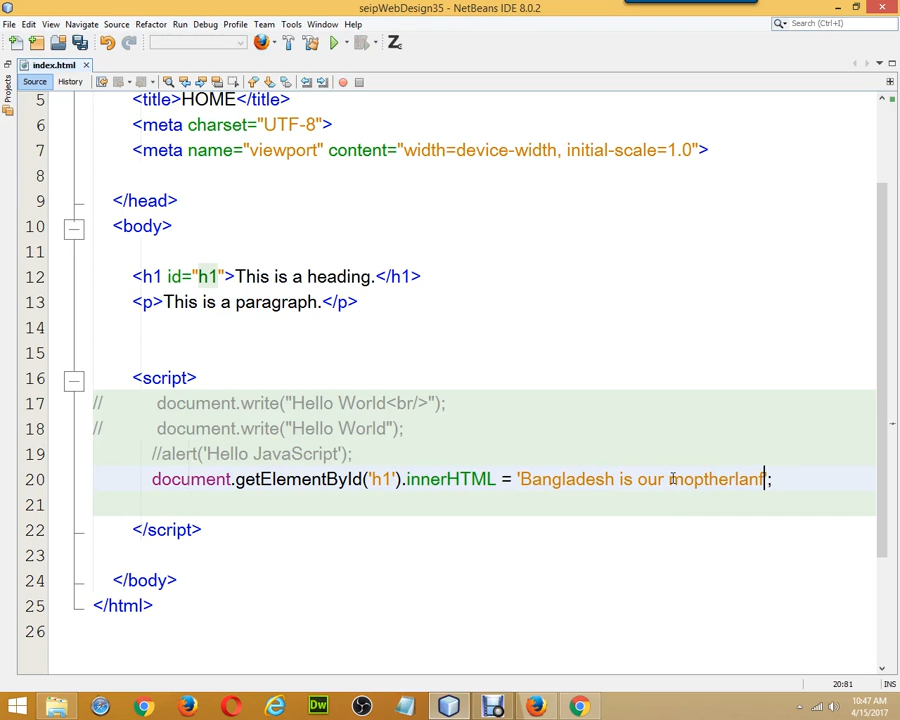 seipWebDesign35 - NetBeans IDE 8.0.2
File Edit View Navigate Source Refactor Run Debug Profile Team Tools Window Help
Search (Ctrl+I)
index.html
Source History
Projects
5 <title>HOME</title>
6 <meta charset="UTF-8">
7 <meta name="viewport" content="width=device-width, initial-scale=1.0">
8
9 </head>
10 <body>
11
12 <h1 id="h1">This is a heading.</h1>
13 <p>This is a paragraph.</p>
14
15
16 <script>
17 // document.write("Hello World<br/>");
18 // document.write("Hello World");
19 //alert('Hello JavaScript');
20 document.getElementById('h1').innerHTML = 'Bangladesh is our moptherlanf';
21
22 </script>
23
24 </body>
25 </html>
26
20:81 INS
Dw
10:47 AM
4/15/2017